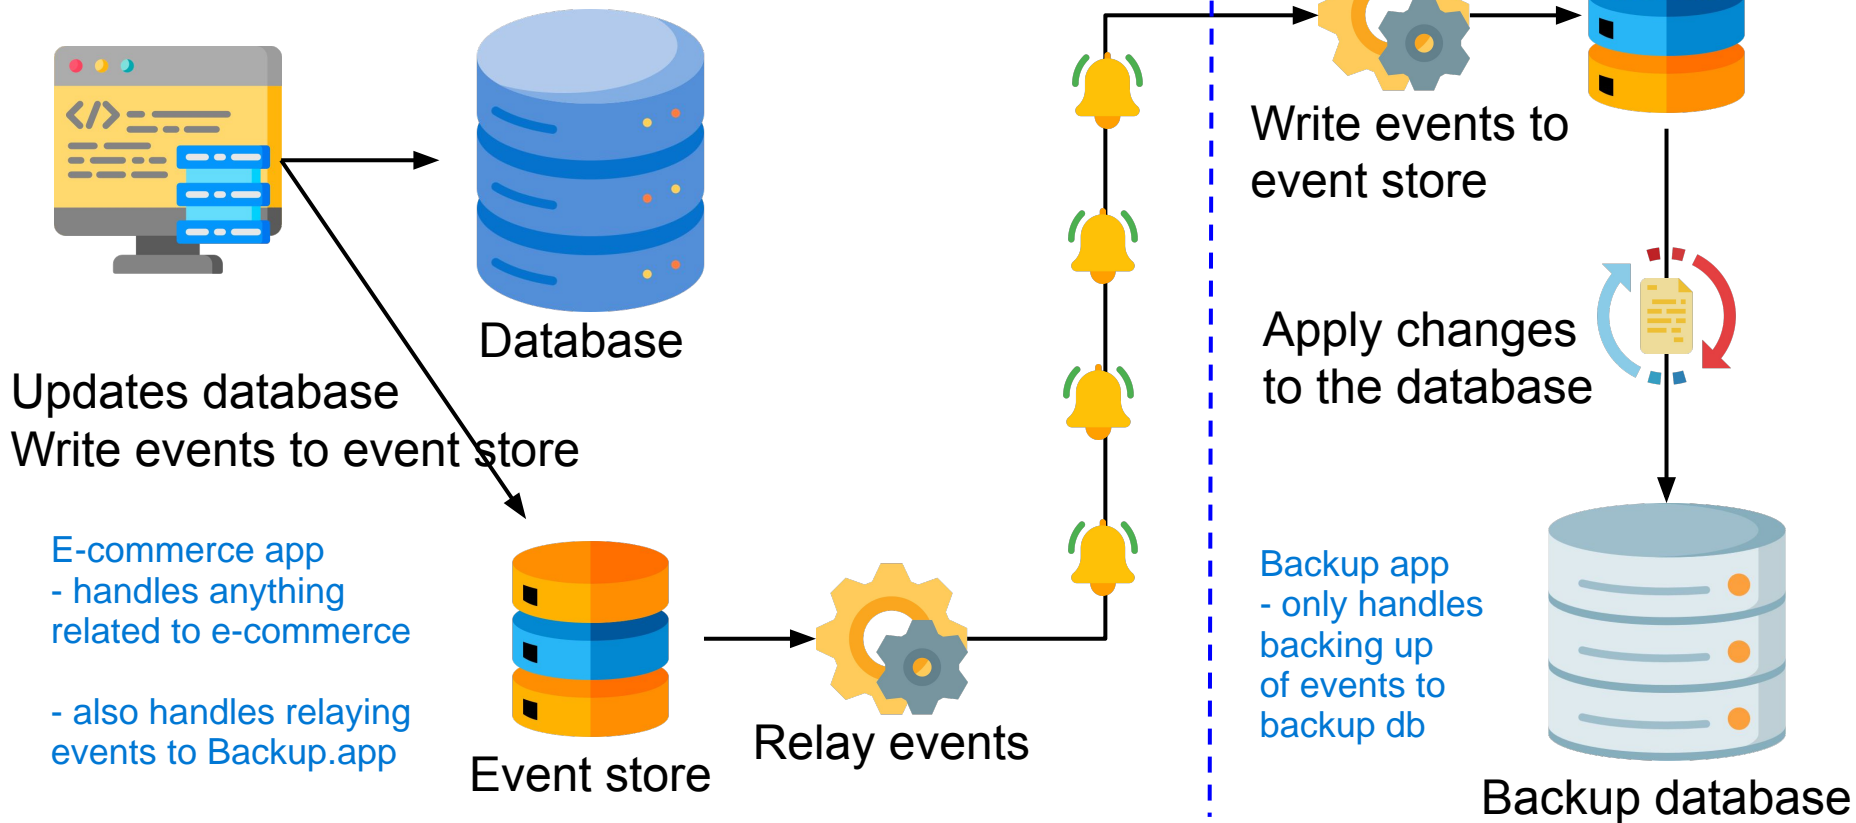 Database
Updates database
Write events to event store
E-commerce app
- handles anything
related to e-commerce
- also handles relaying
events to Backup.app
Event store
Relay events
Write events to
event store
Apply changes
to the database
Backup app
- only handles
backing up
of events to
backup db
Backup database